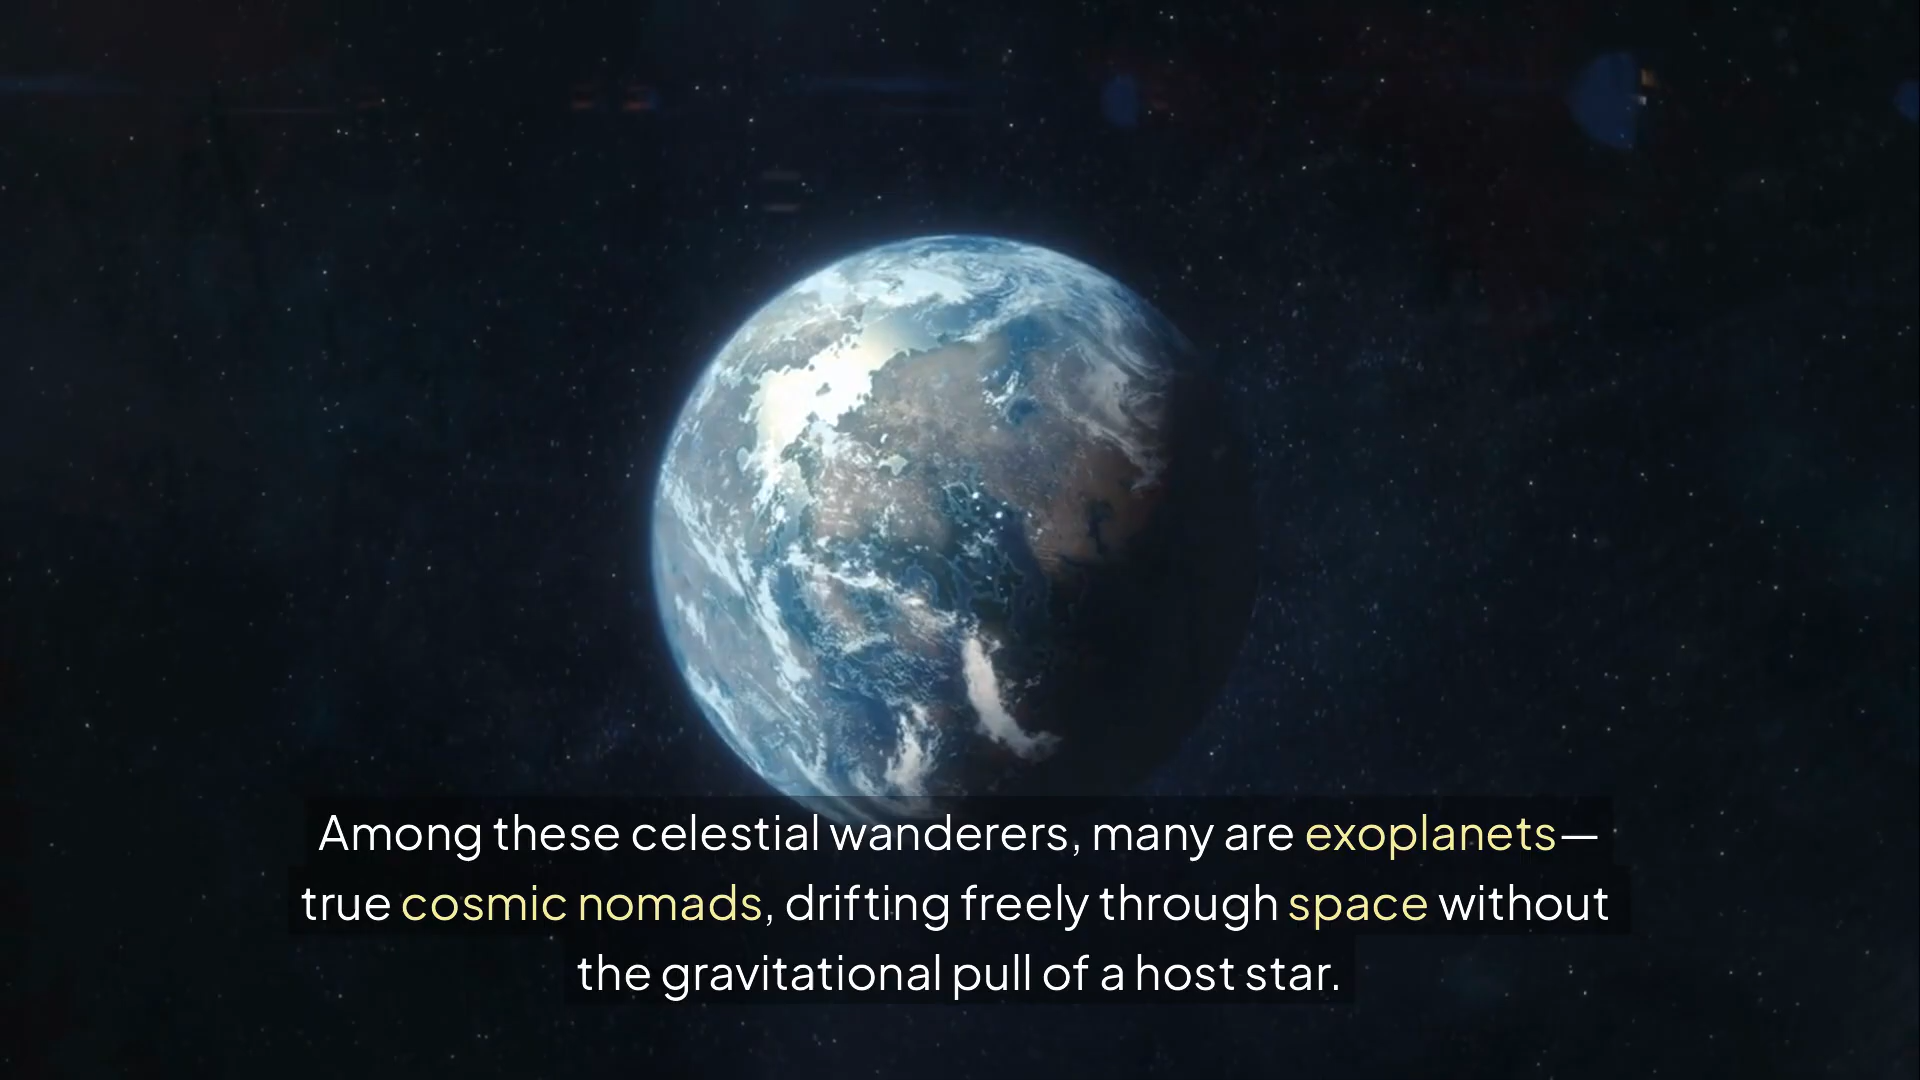 Among these celestial wanderers, many are exoplanets—
true cosmic nomads, drifting freely through space without
the gravitational pull of a host star.